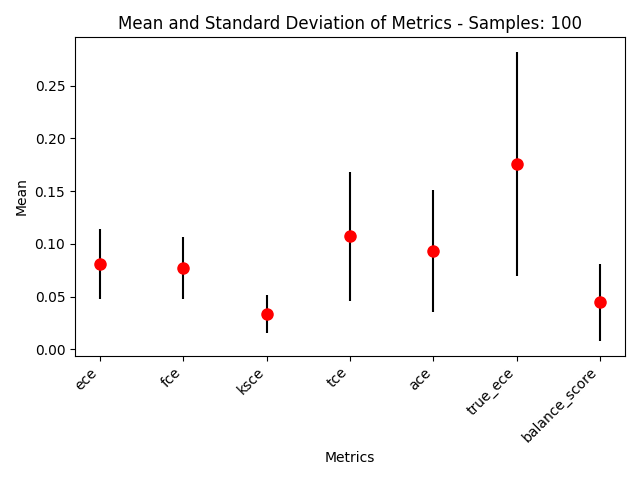 Mean and Standard Deviation of Metrics - Samples: 100
0.25
0.20
0.15
0.10
0.05
0.00
Mean
ece
fce
ksce
tce
ace
true_ece
balance_score
Metrics